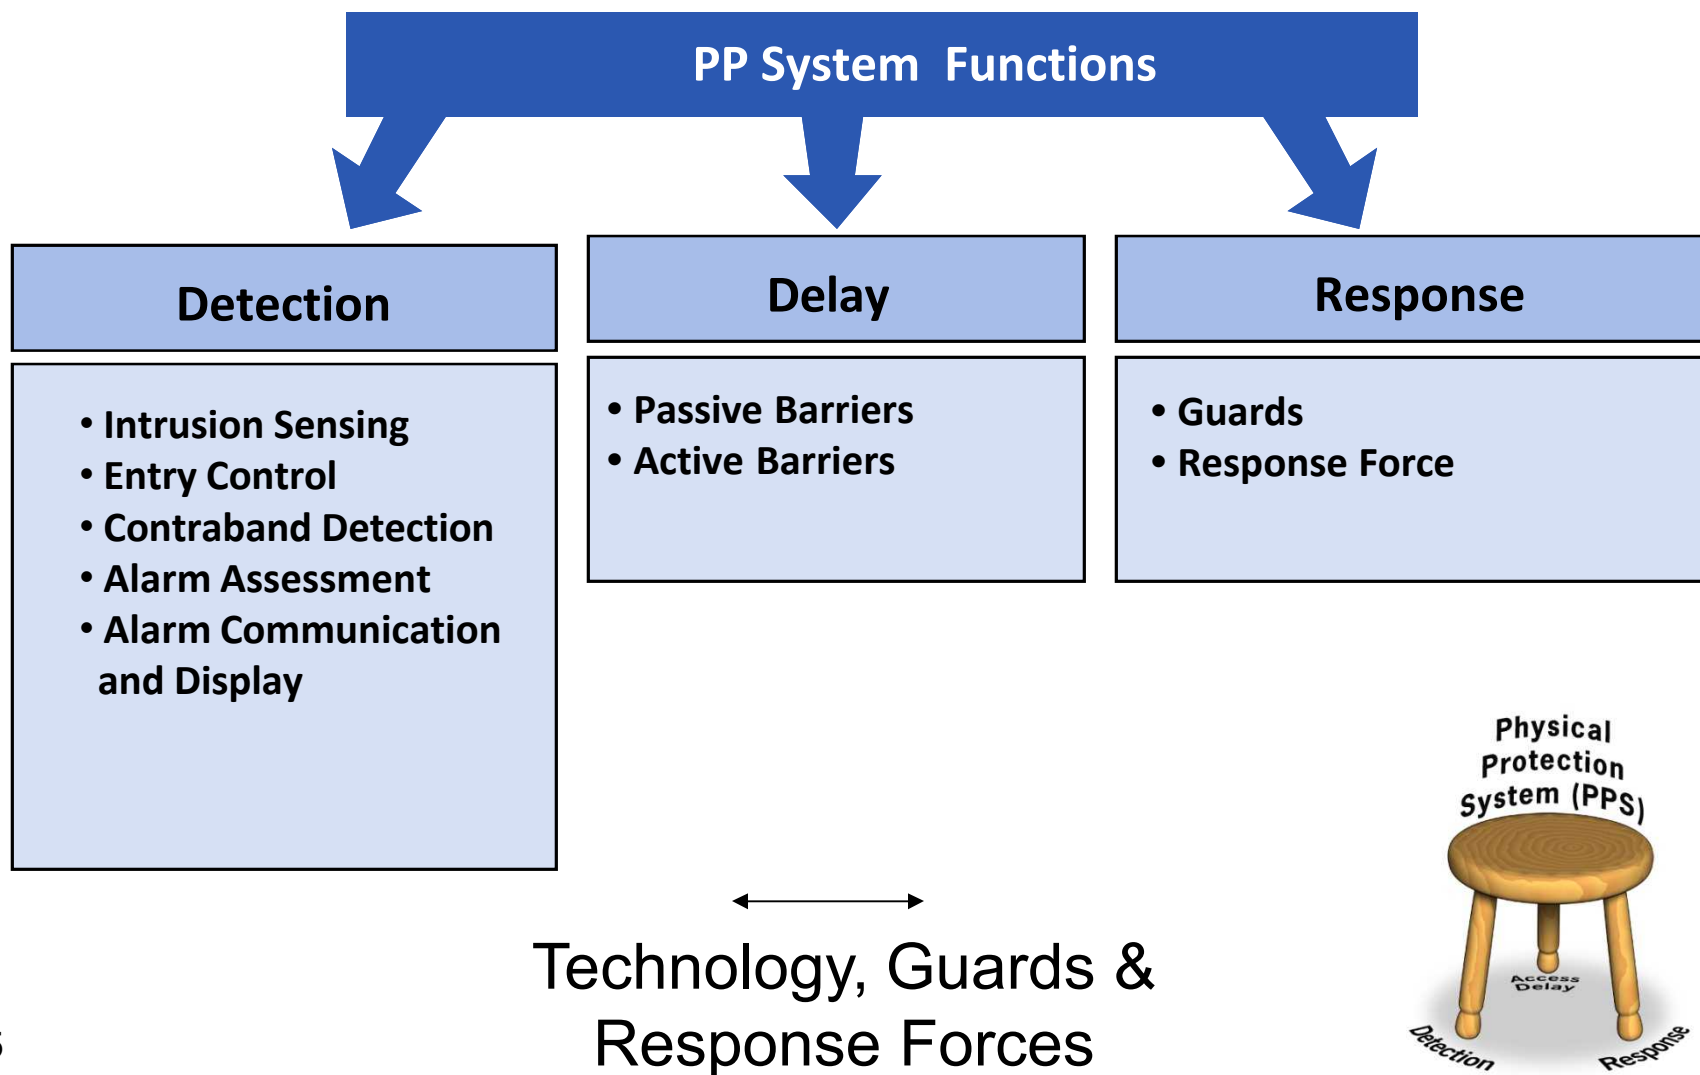 PP System Functions
Detection
• Intrusion Sensing
• Entry Control
• Contraband Detection
• Alarm Assessment
• Alarm Communication
and Display
Delay
• Passive Barriers
• Active Barriers
Response
• Guards
• Response Force
Technology, Guards &
Response Forces
Physical
Protection
System (PPS)
Access
Delay
Detection
Response